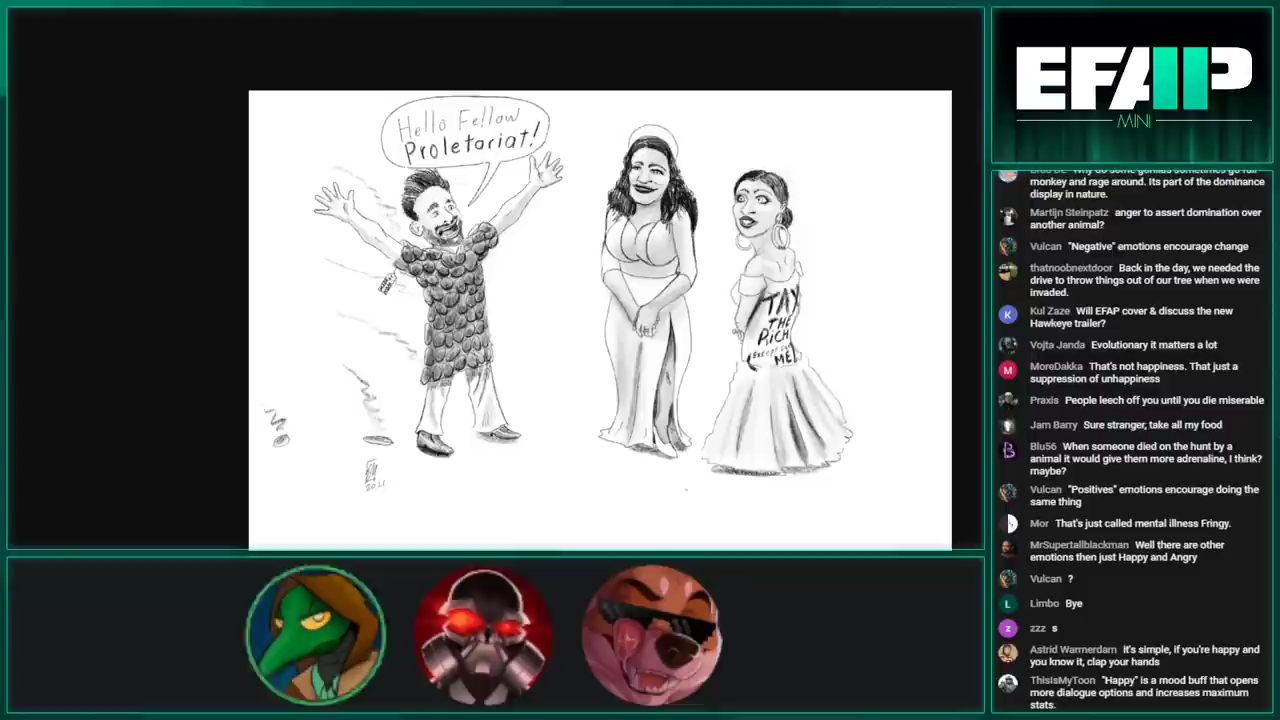 Hello Fellow
Proletariat!
TAX
THE
RiCH
ME!
2021
EFAP
MINI
monkey and rage around. Its part of the dominance
display in nature.
Martijn Steinpatz anger to assert domination over
another animal?
Vulcan "Negative" emotions encourage change
thatnoobnextdoor Back in the day, we needed the
drive to throw things out of our tree when we were
invaded.
Kul Zaze Will EFAP cover & discuss the new
Hawkeye trailer?
Vojta Janda Evolutionary it matters a lot
MoreDakka That's not happiness. That just a
suppression of unhappiness
Praxis People leech off you until you die miserable
Jam Barry Sure stranger, take all my food
Blu56 When someone died on the hunt by a
animal it would give them more adrenaline, I think?
maybe?
Vulcan "Positives" emotions encourage doing the
same thing
Mor That's just called mental illness Fringy.
MrSupertallblackman Well there are other
emotions then just Happy and Angry
Vulcan ?
Limbo Bye
zzz s
Astrid Warmerdam it's simple, if you're happy and
you know it, clap your hands
ThisIsMyToon "Happy" is a mood buff that opens
more dialogue options and increases maximum
stats.